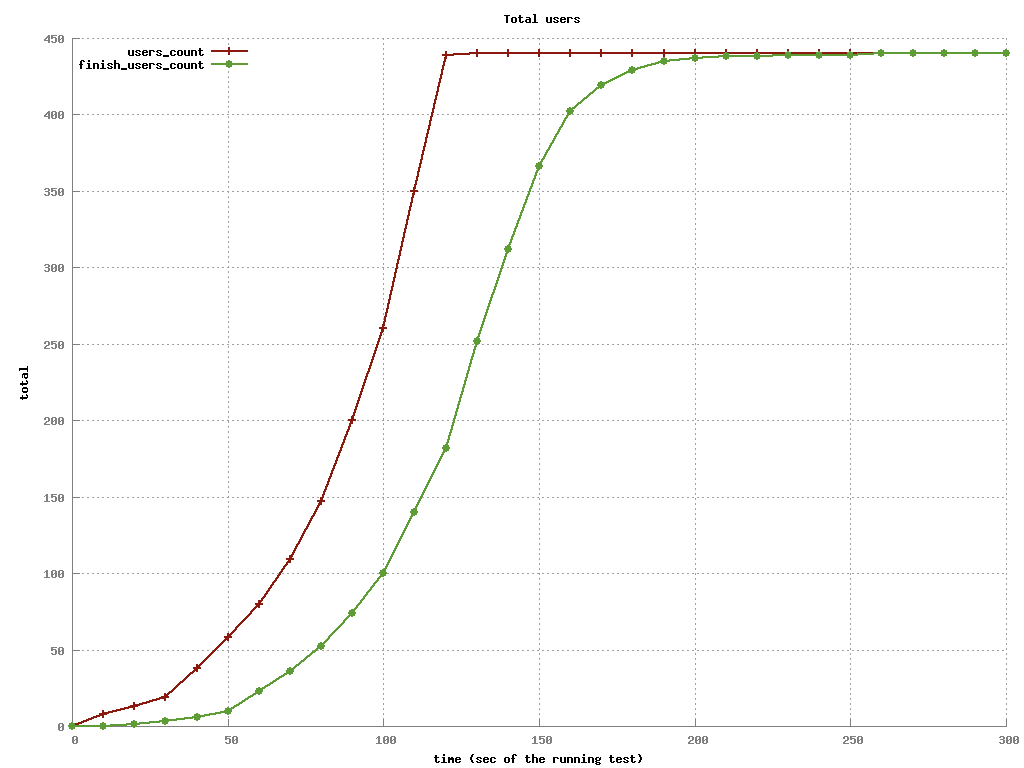 Total users
users_count
finish_users_count
450
400
350
300
250
200
150
100
50
0
total
0 50 100 150 200 250 300
time (sec of the running test)